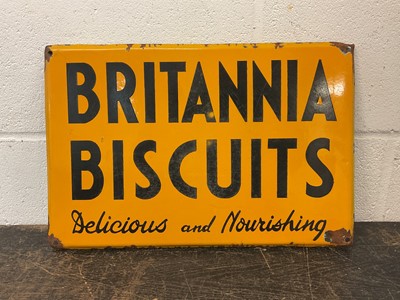 BRITANNIA
BISCUITS
Delicious and Nourishing